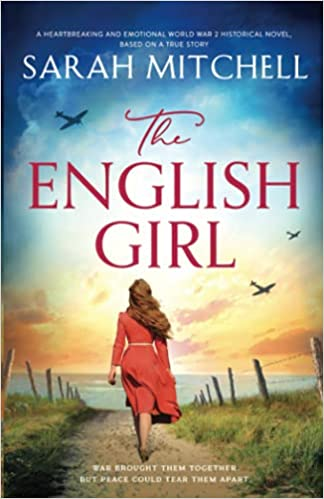 A HEARTBREAKING AND EMOTIONAL WORLD WAR 2 HISTORICAL NOVEL,
BASED ON A TRUE STORY
SARAH MITCHELL
The
ENGLISH
GIRL
WAR BROUGHT THEM TOGETHER.
BUT PEACE COULD TEAR THEM APART.